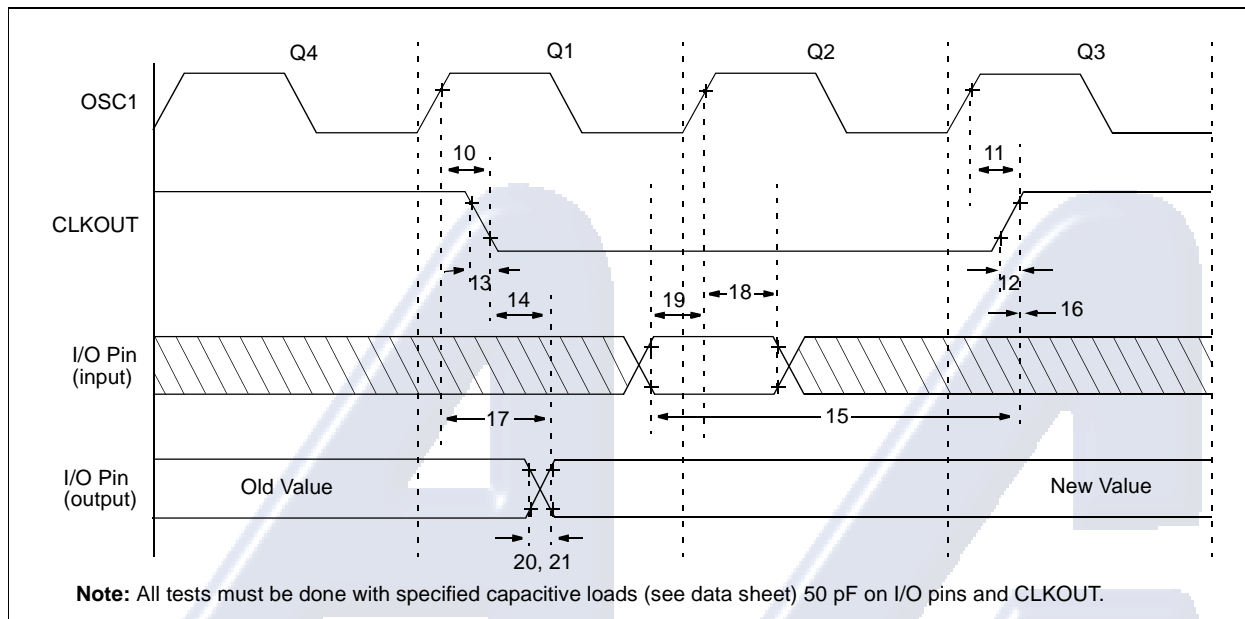 Q4 Q1 Q2 Q3
OSC1
10 11
CLKOUT
13 12
14 19 18 16
I/O Pin
(input)
17 15
I/O Pin
(output)
Old Value New Value
20, 21
Note: All tests must be done with specified capacitive loads (see data sheet) 50 pF on I/O pins and CLKOUT.